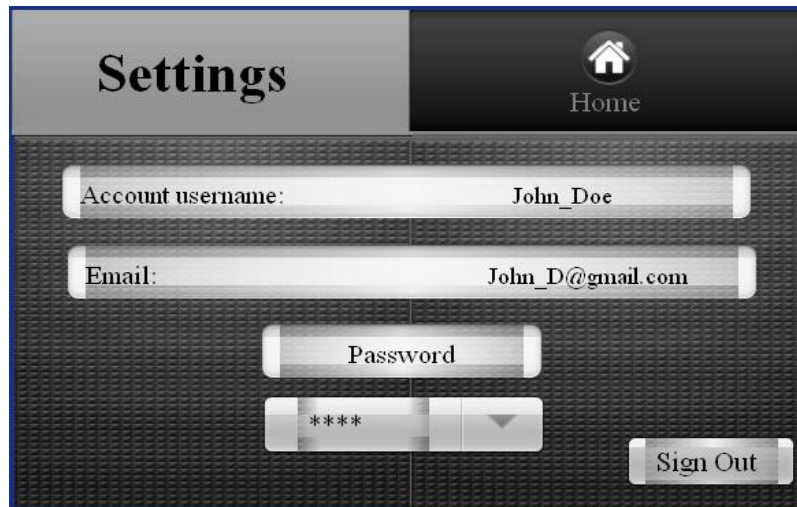 Settings
Home
Account username: John_Doe
Email: John_D@gmail.com
Password
****
Sign Out